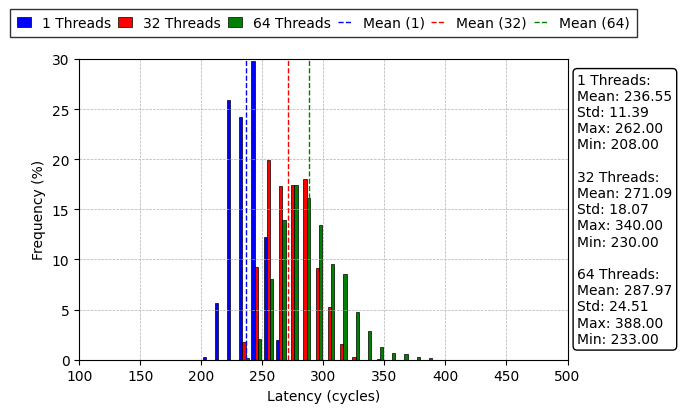 1 Threads 32 Threads 64 Threads Mean (1) Mean (32) Mean (64)
30
25
20
15
10
5
0
Frequency (%)
100 150 200 250 300 350 400 450 500
Latency (cycles)
1 Threads:
Mean: 236.55
Std: 11.39
Max: 262.00
Min: 208.00
32 Threads:
Mean: 271.09
Std: 18.07
Max: 340.00
Min: 230.00
64 Threads:
Mean: 287.97
Std: 24.51
Max: 388.00
Min: 233.00